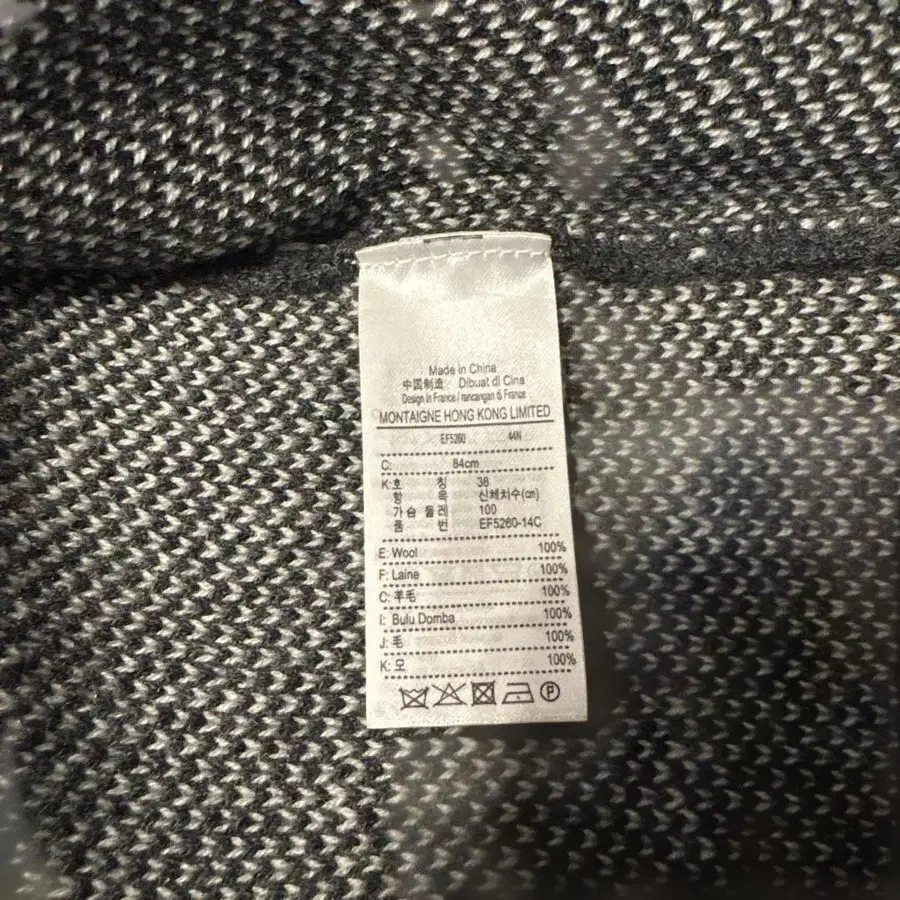 Made in China
中国制造 Dibuat di Cina
Design in France / rancangan di France
MONTAIGNE HONG KONG LIMITED
EF5260 44N
C: 84cm
K:호 칭 38
항 목 신체치수(cm)
가슴 둘레 100
품 번 EF5260-14C
E: Wool 100%
F: Laine 100%
C: 羊毛 100%
I: Bulu Domba 100%
J: 毛 100%
K: 모 100%
P